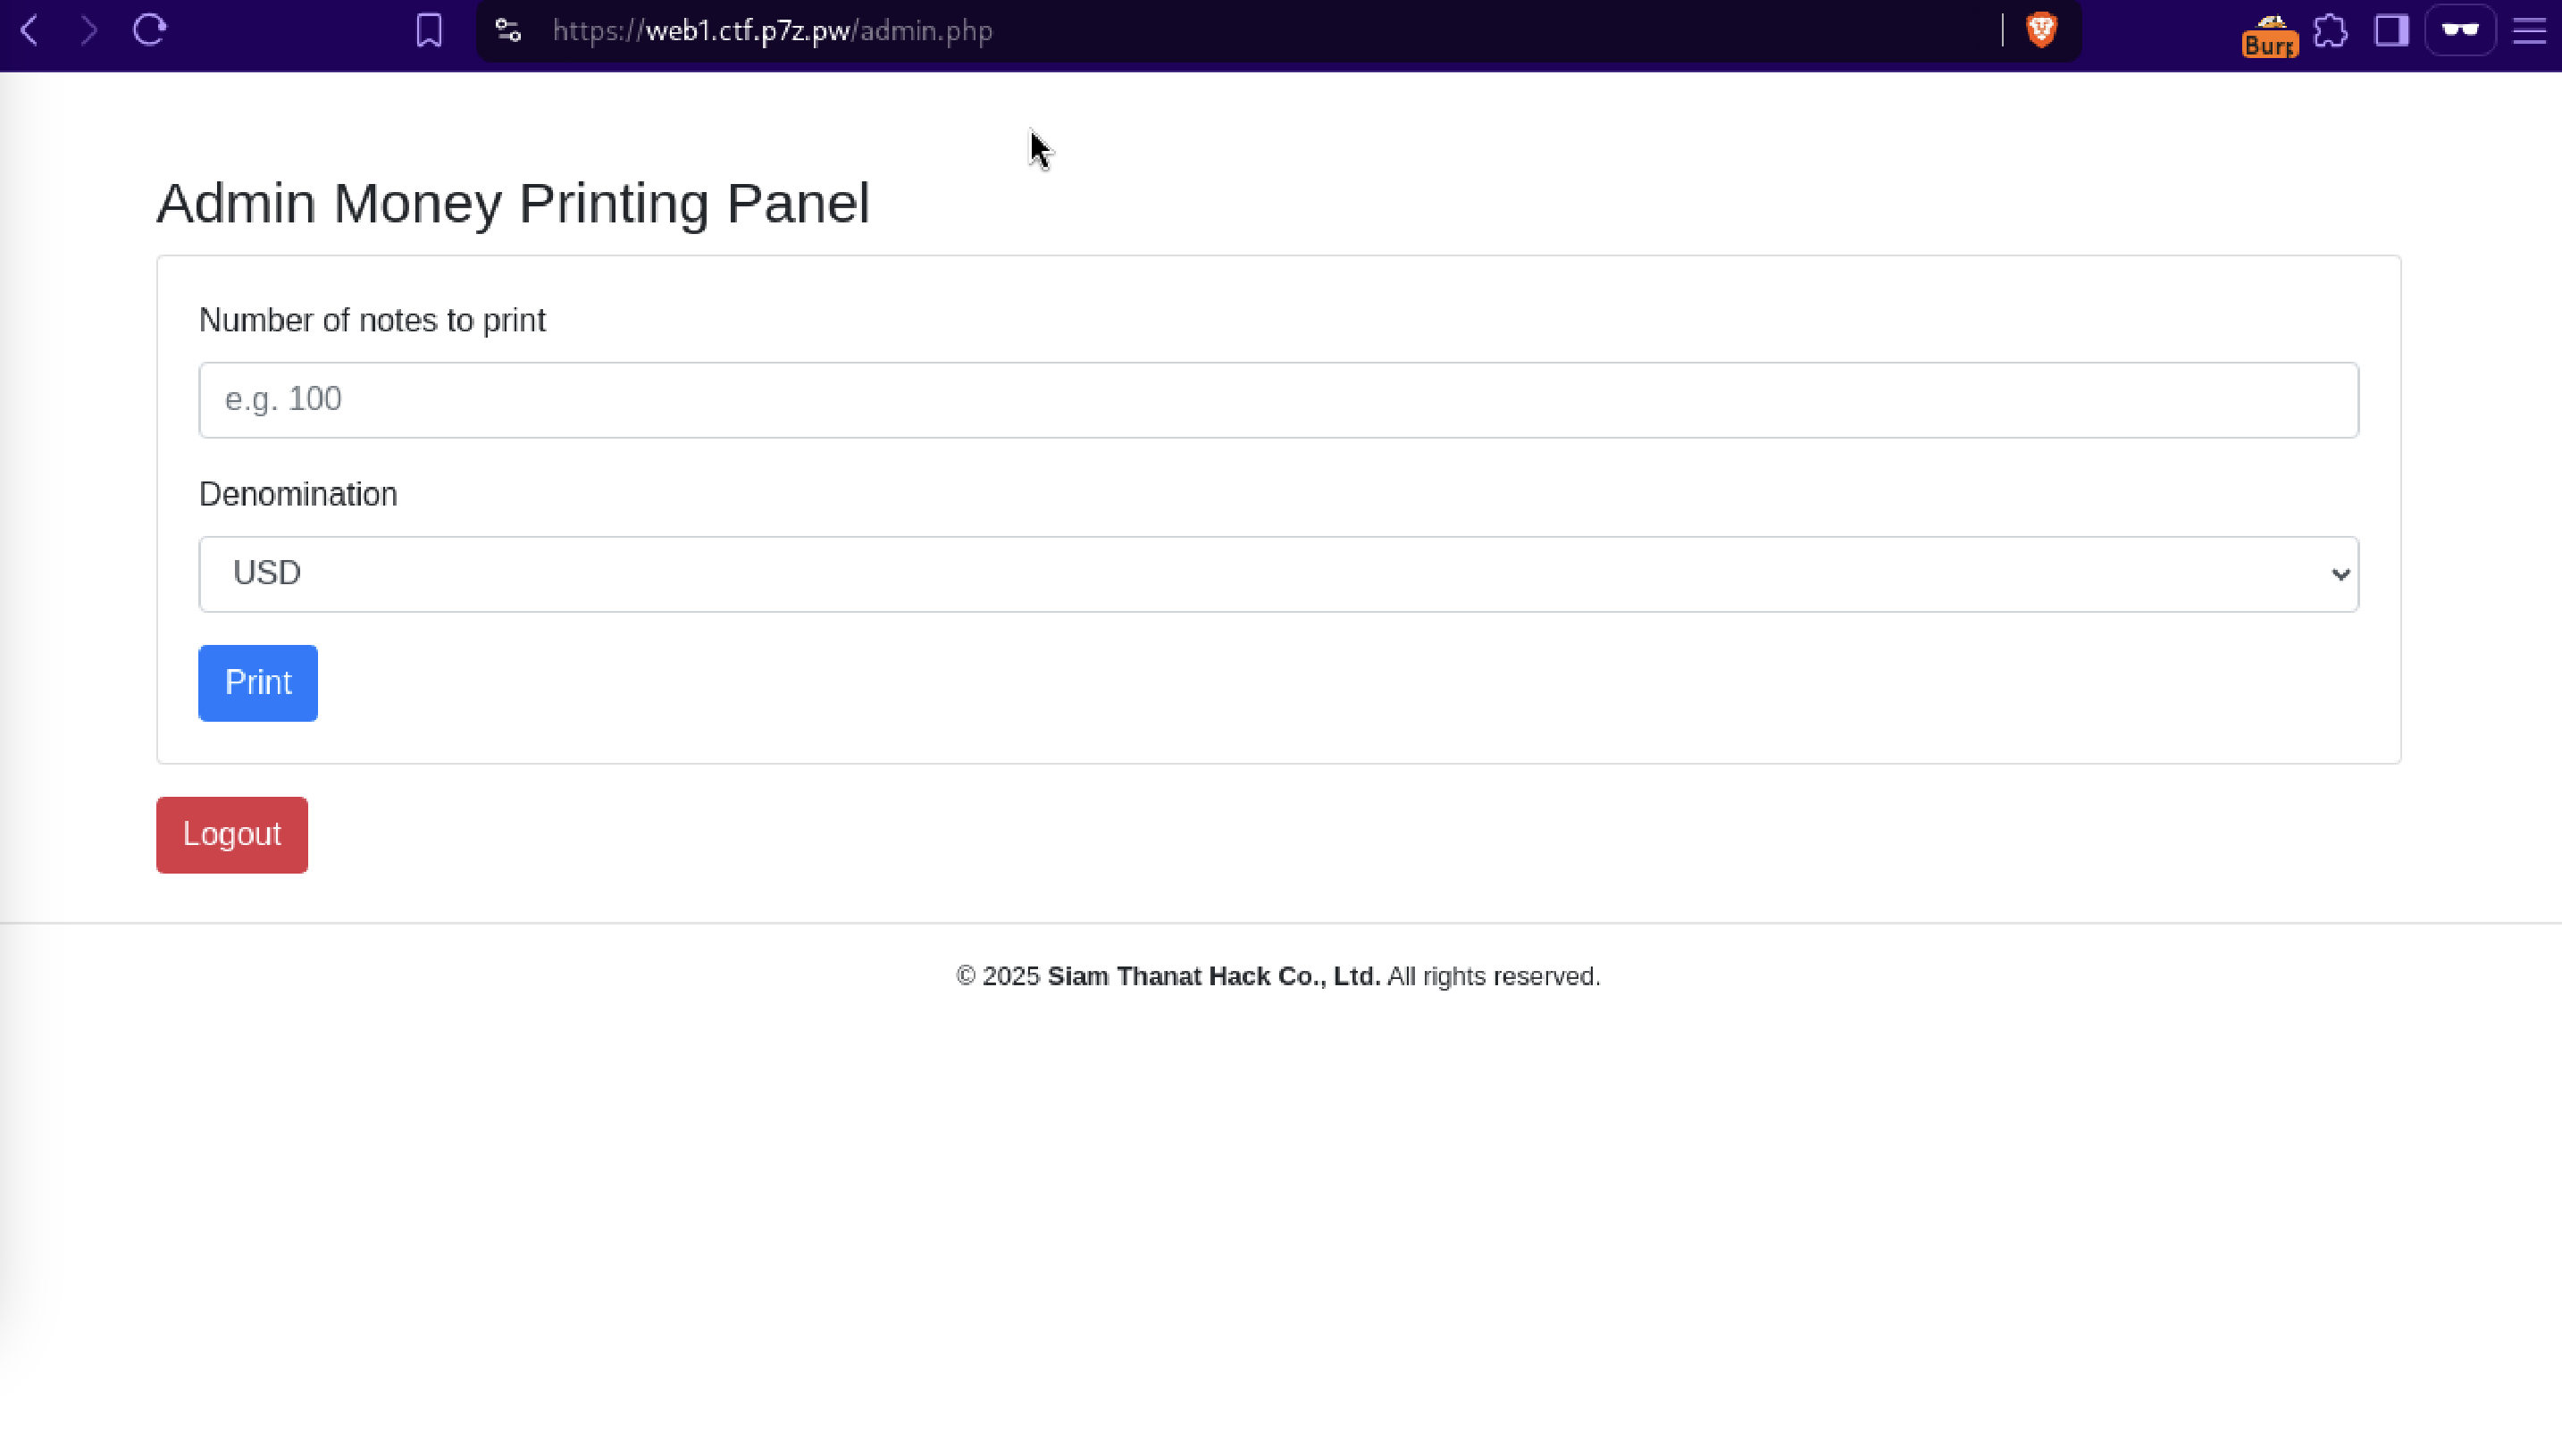 https://web1.ctf.p7z.pw/admin.php
Burp
Admin Money Printing Panel
Number of notes to print
e.g. 100
Denomination
USD
Print
Logout
© 2025 Siam Thanat Hack Co., Ltd. All rights reserved.